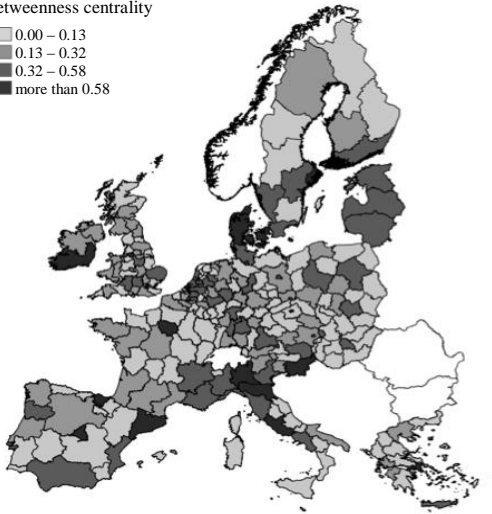 etweenness centrality
0.00 – 0.13
0.13 – 0.32
0.32 – 0.58
more than 0.58